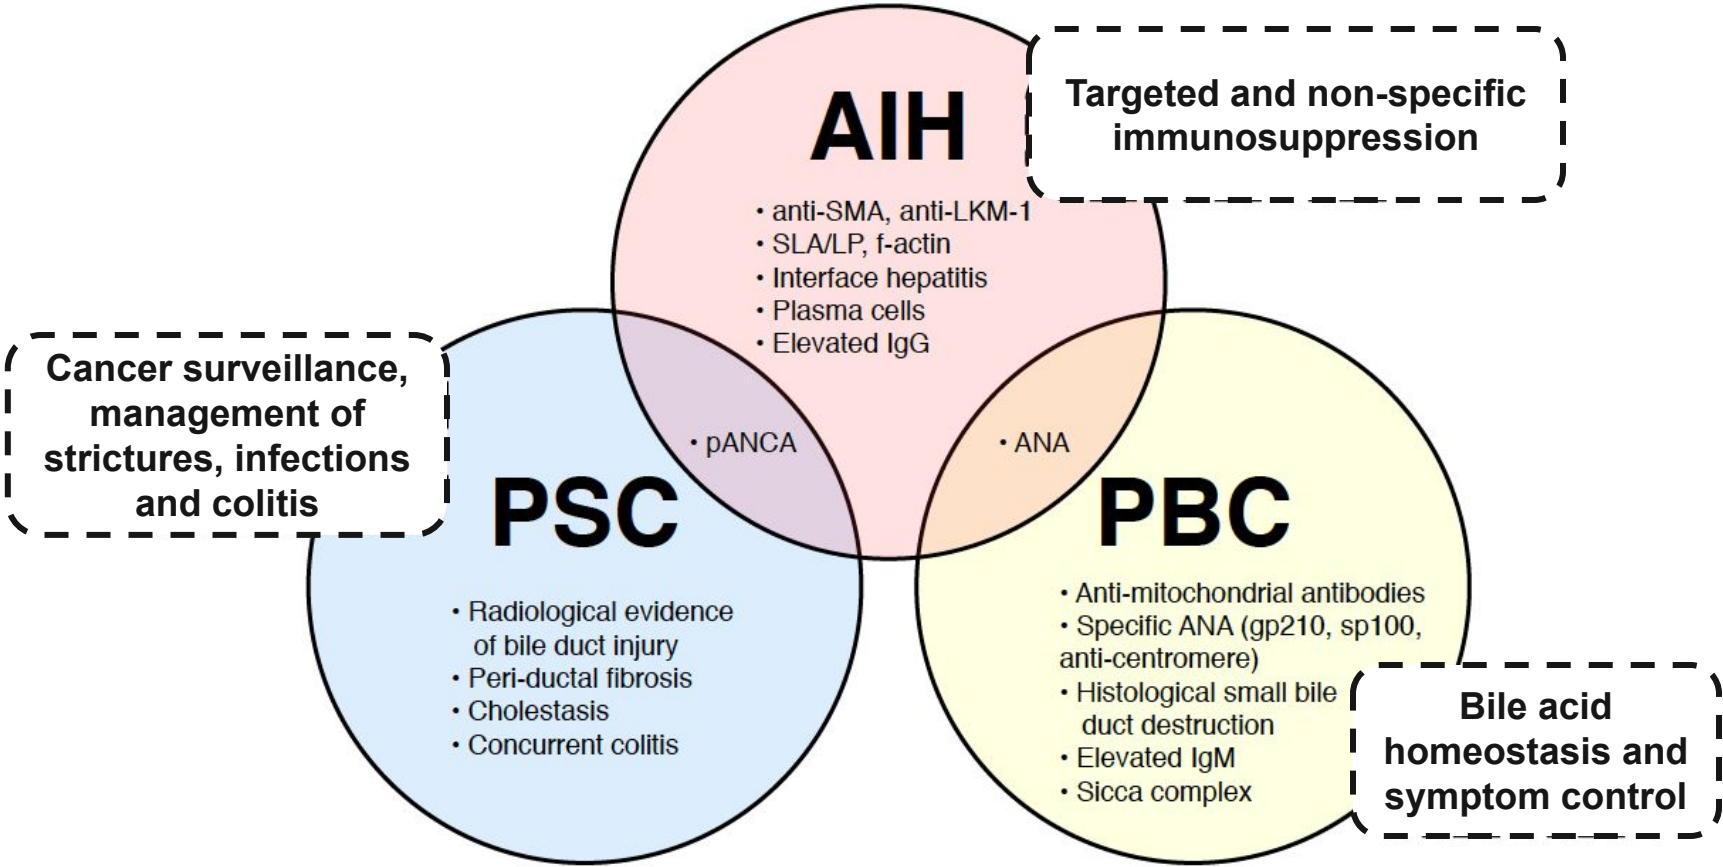 AIH
• anti-SMA, anti-LKM-1
• SLA/LP, f-actin
• Interface hepatitis
• Plasma cells
• Elevated IgG
Targeted and non-specific
immunosuppression
• pANCA
• ANA
Cancer surveillance,
management of
strictures, infections
and colitis
PSC
• Radiological evidence
of bile duct injury
• Peri-ductal fibrosis
• Cholestasis
• Concurrent colitis
PBC
• Anti-mitochondrial antibodies
• Specific ANA (gp210, sp100,
anti-centromere)
• Histological small bile
duct destruction
• Elevated IgM
• Sicca complex
Bile acid
homeostasis and
symptom control